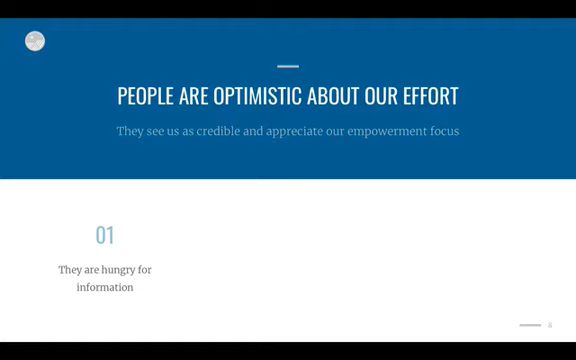 PEOPLE ARE OPTIMISTIC ABOUT OUR EFFORT
They see us as credible and appreciate our empowerment focus
01
They are hungry for
information